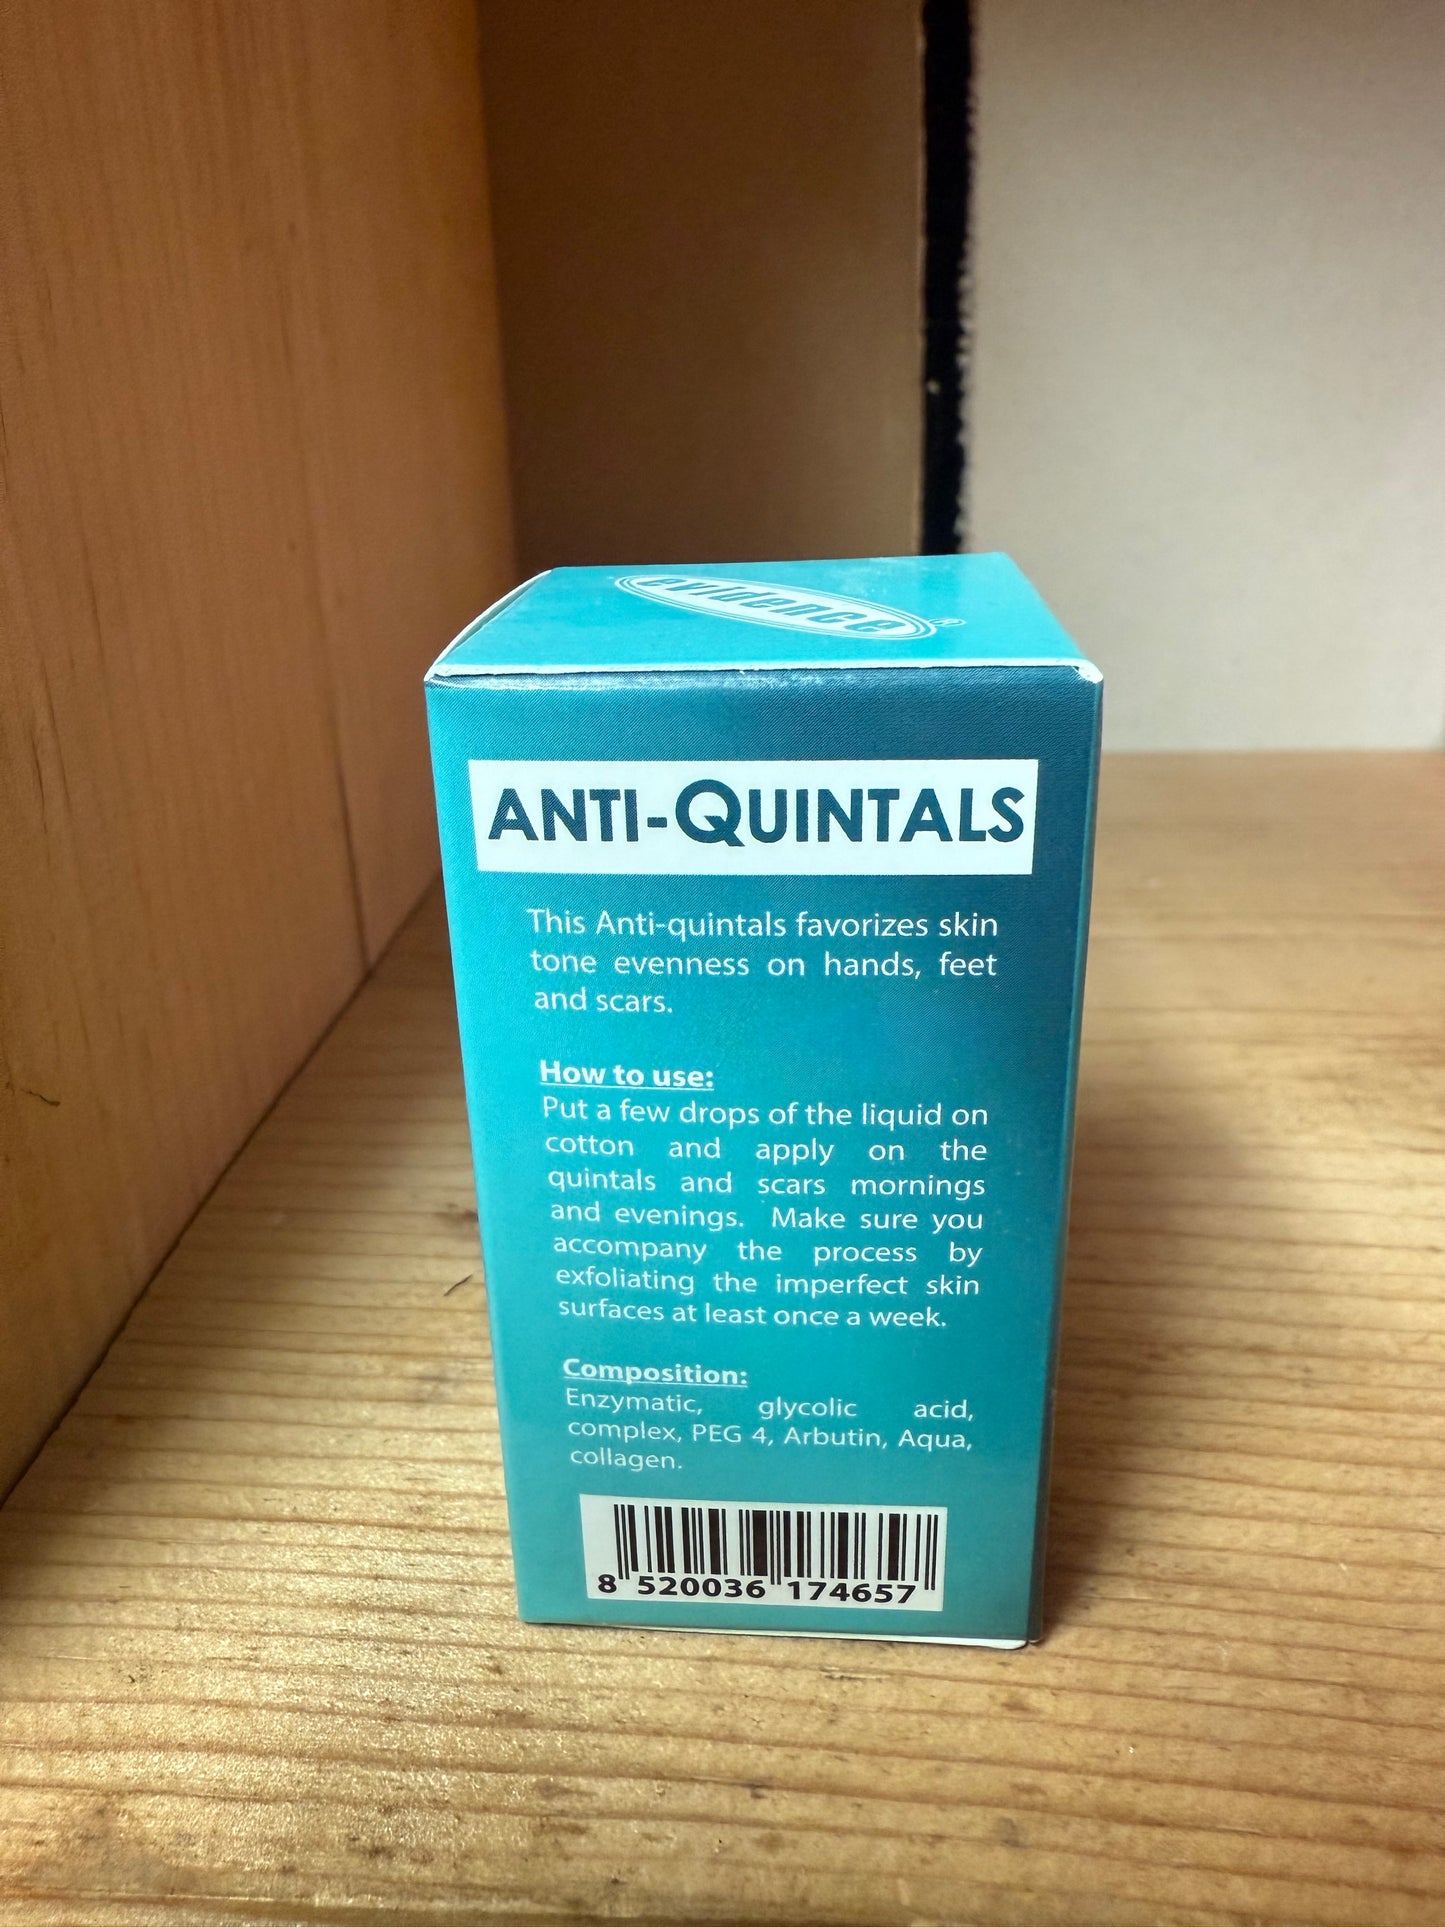 evidence®
ANTI-QUINTALS
This Anti-quintals favorizes skin
tone evenness on hands, feet
and scars.
How to use:
Put a few drops of the liquid on
cotton and apply on the
quintals and scars mornings
and evenings. Make sure you
accompany the process by
exfoliating the imperfect skin
surfaces at least once a week.
Composition:
Enzymatic, glycolic acid,
complex, PEG 4, Arbutin, Aqua,
collagen.
8 520036 174657